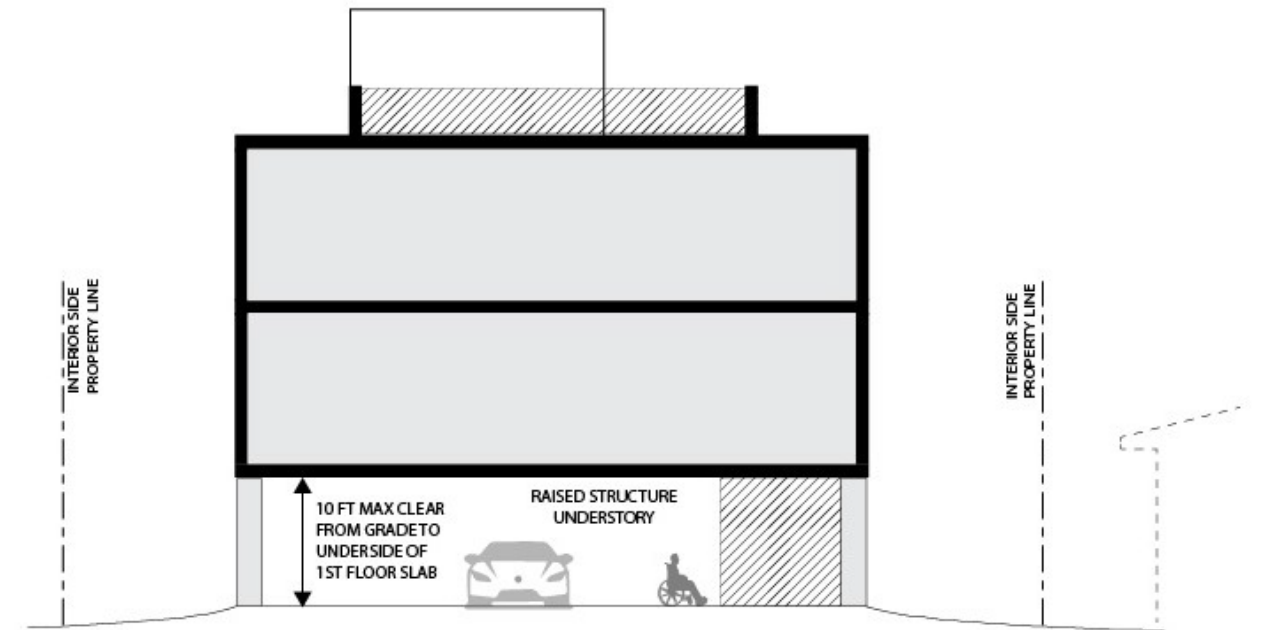 INTERIOR SIDE
PROPERTY LINE
INTERIOR SIDE
PROPERTY LINE
10 FT MAX CLEAR
FROM GRADE TO
UNDERSIDE OF
1ST FLOOR SLAB
RAISED STRUCTURE
UNDERSTORY